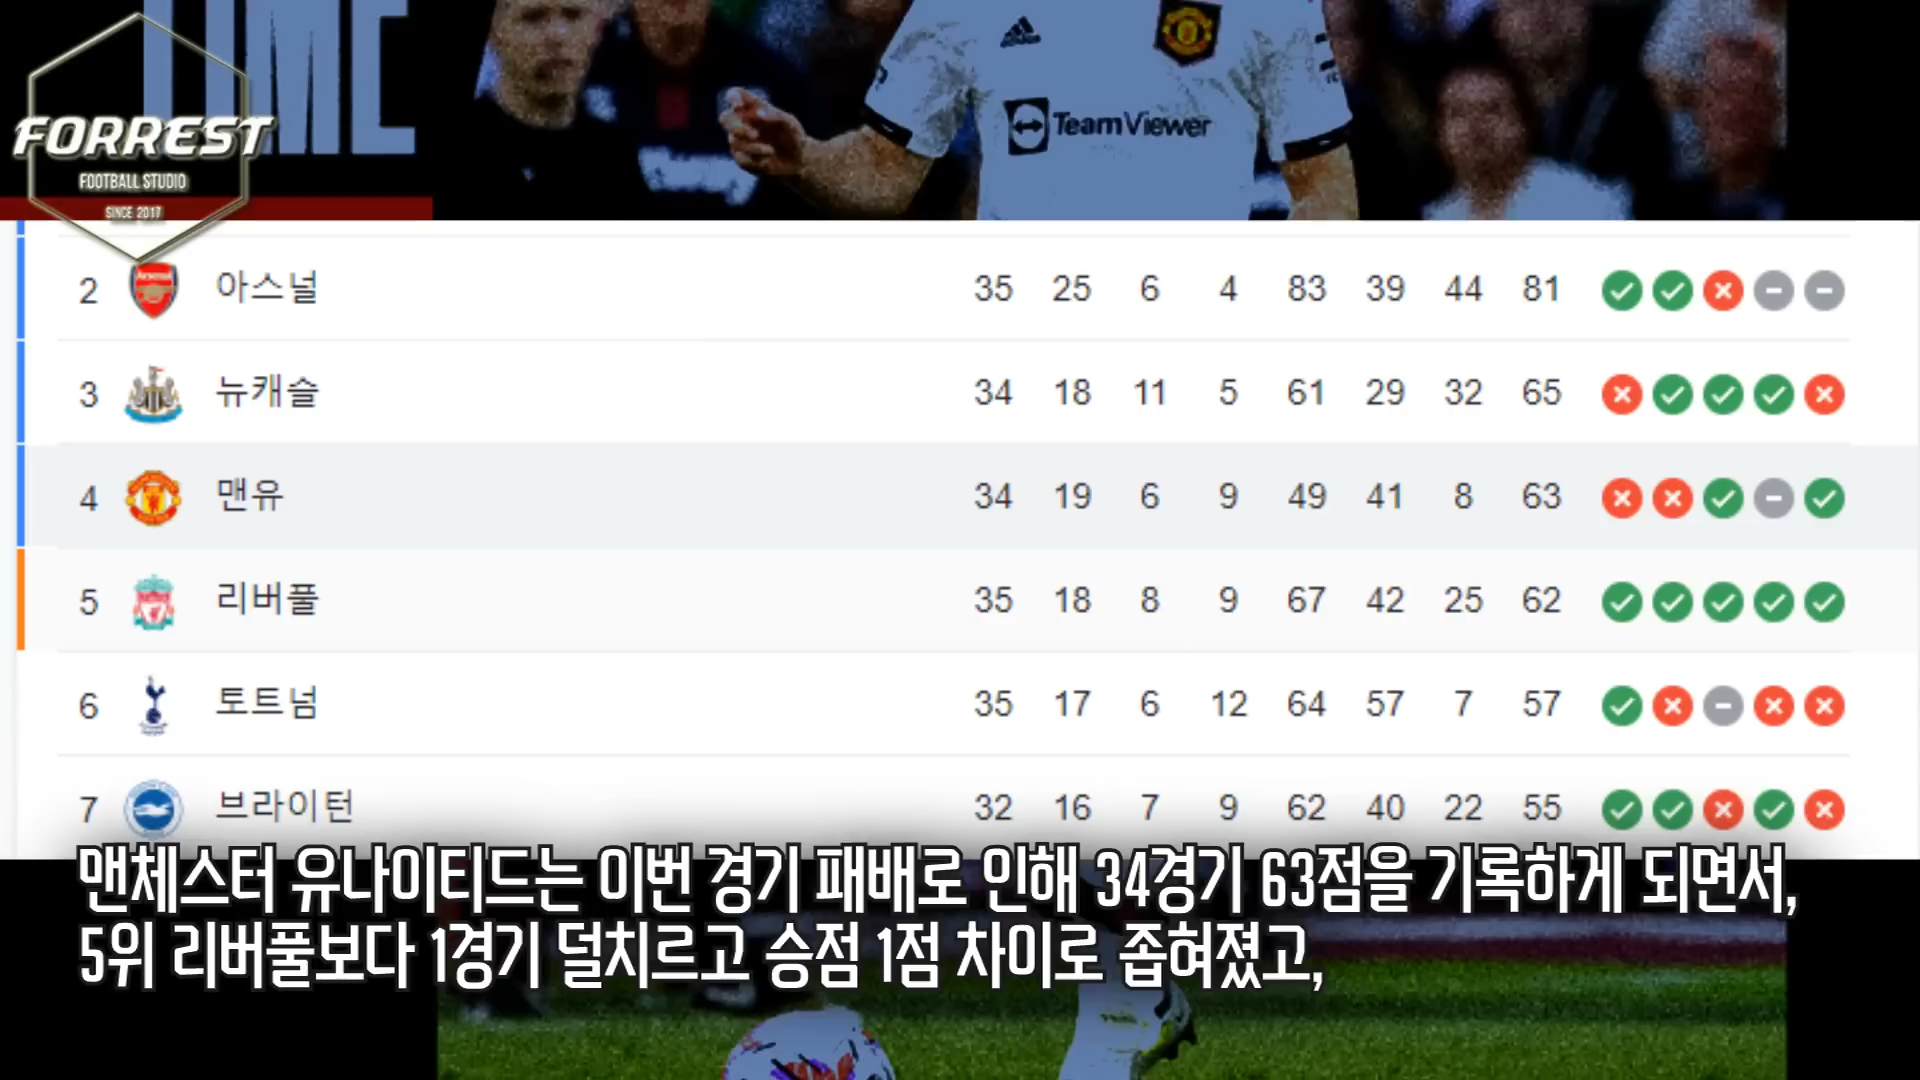 TIME
FORREST
FOOTBALL STUDIO
SINCE 2017
TeamViewer
2 Arsenal 아스널 35 25 6 4 83 39 44 81
3 뉴캐슬 34 18 11 5 61 29 32 65
4 맨유 34 19 6 9 49 41 8 63
5 리버풀 35 18 8 9 67 42 25 62
6 토트넘 35 17 6 12 64 57 7 57
7 브라이턴 32 16 7 9 62 40 22 55
맨체스터 유나이티드는 이번 경기 패배로 인해 34경기 63점을 기록하게 되면서,
5위 리버풀보다 1경기 덜치르고 승점 1점 차이로 좁혀졌고,